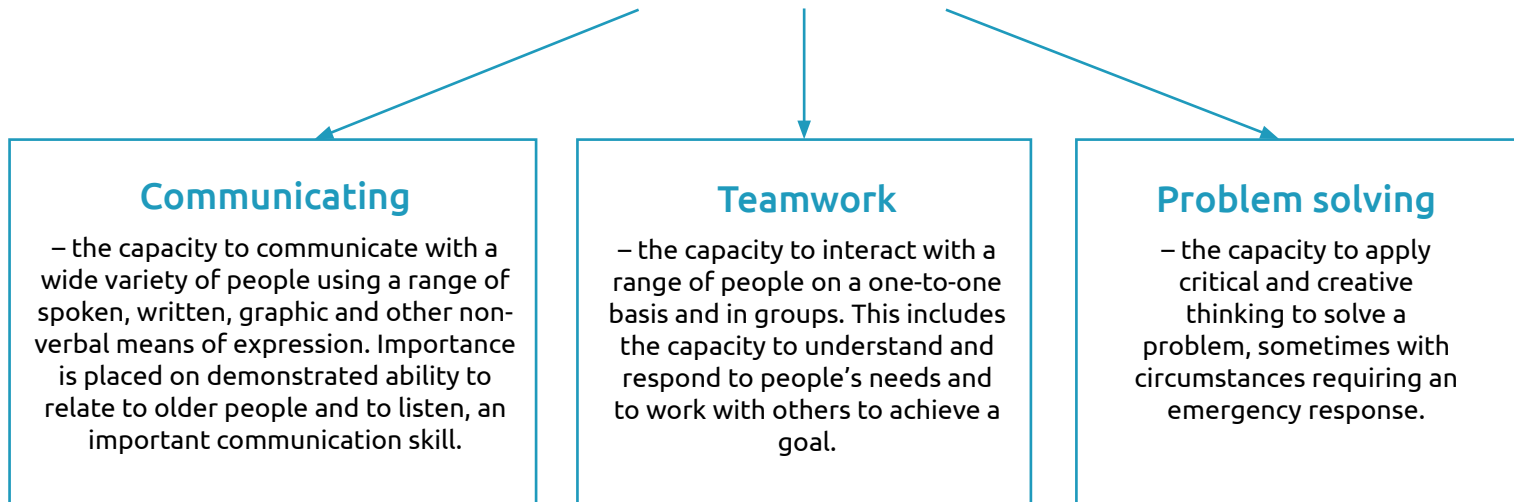 Communicating
– the capacity to communicate with a
wide variety of people using a range of
spoken, written, graphic and other non-
verbal means of expression. Importance
is placed on demonstrated ability to
relate to older people and to listen, an
important communication skill.
Teamwork
– the capacity to interact with a
range of people on a one-to-one
basis and in groups. This includes
the capacity to understand and
respond to people’s needs and
to work with others to achieve a
goal.
Problem solving
– the capacity to apply
critical and creative
thinking to solve a
problem, sometimes with
circumstances requiring an
emergency response.